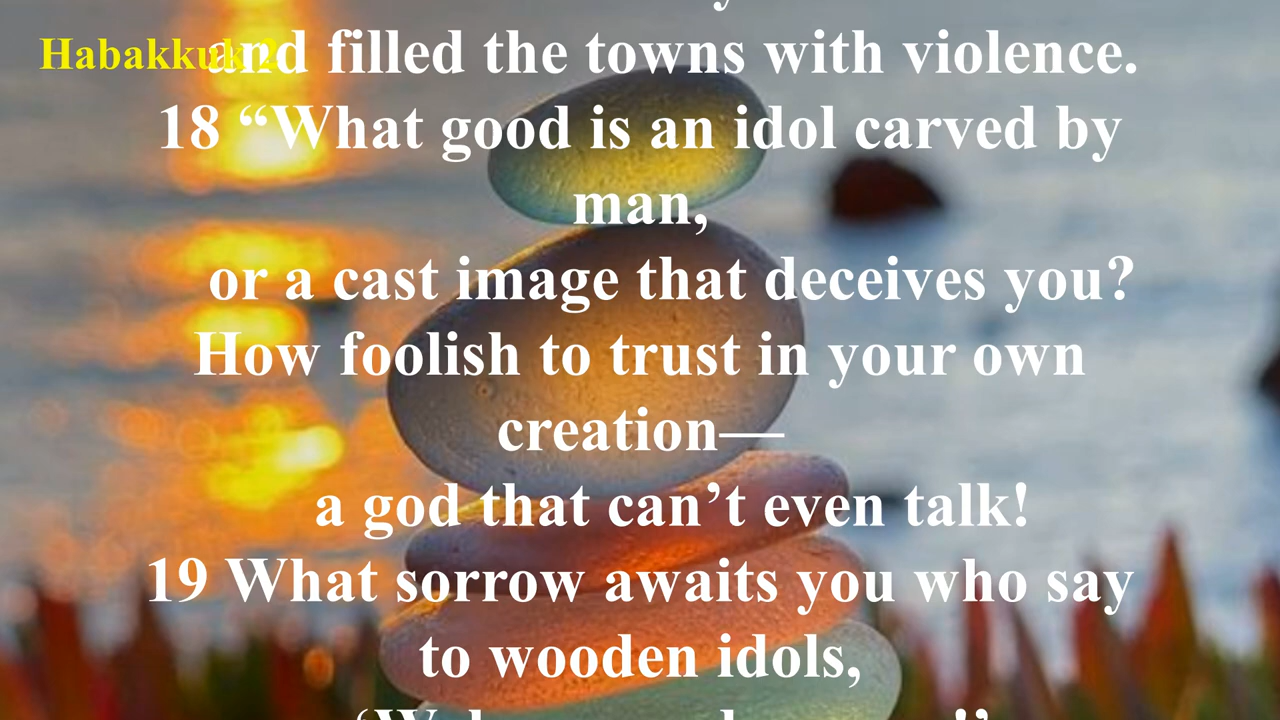 Habakkuk 2
and filled the towns with violence.
18 “What good is an idol carved by
man,
or a cast image that deceives you?
How foolish to trust in your own
creation—
a god that can’t even talk!
19 What sorrow awaits you who say
to wooden idols,